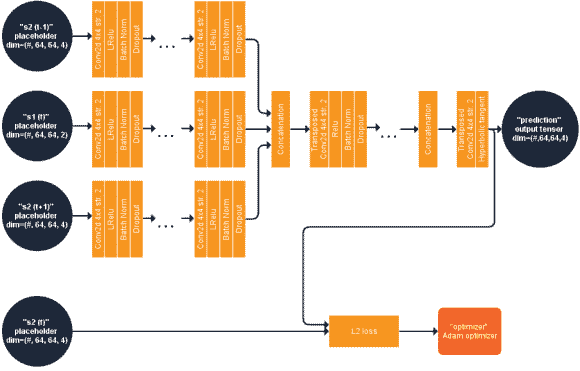 "s2 (t-1)"
placeholder
dim=(#, 64, 64, 4)
Conv2d 4x4 str. 2
LRelu
Batch Norm
Dropout
...
Conv2d 4x4 str. 2
LRelu
Batch Norm
Dropout
"s1 (t)"
placeholder
dim=(#, 64, 64, 2)
Conv2d 4x4 str. 2
LRelu
Batch Norm
Dropout
...
Conv2d 4x4 str. 2
LRelu
Batch Norm
Dropout
Concatenation
Transposed
Conv2d 4x4 str. 2
Relu
Batch Norm
Dropout
...
Concatenation
Transposed
Conv2d 4x4 str. 2
Hyperbolic tangent
"prediction"
output tensor
dim=(#,64,64,4)
"s2 (t+1)"
placeholder
dim=(#, 64, 64, 4)
Conv2d 4x4 str. 2
LRelu
Batch Norm
Dropout
...
Conv2d 4x4 str. 2
LRelu
Batch Norm
Dropout
"s2 (t)"
placeholder
dim=(#, 64, 64, 4)
L2 loss
"optimizer"
Adam optimizer